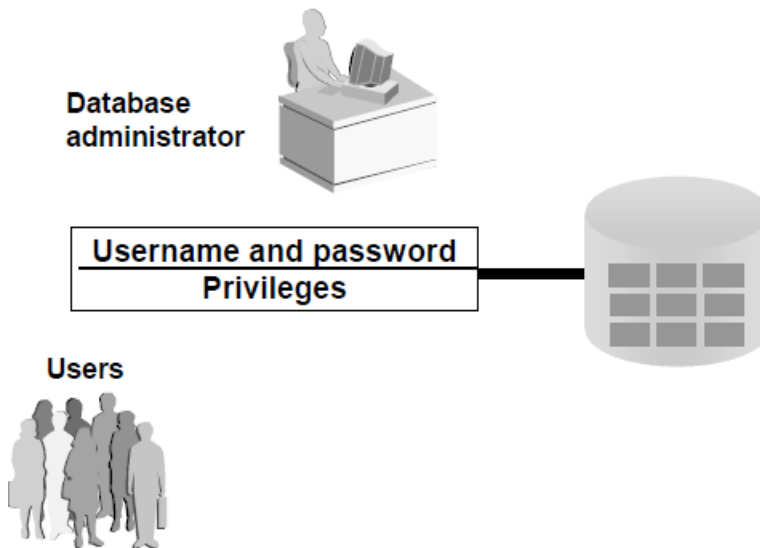 Database
administrator
Username and password
Privileges
Users